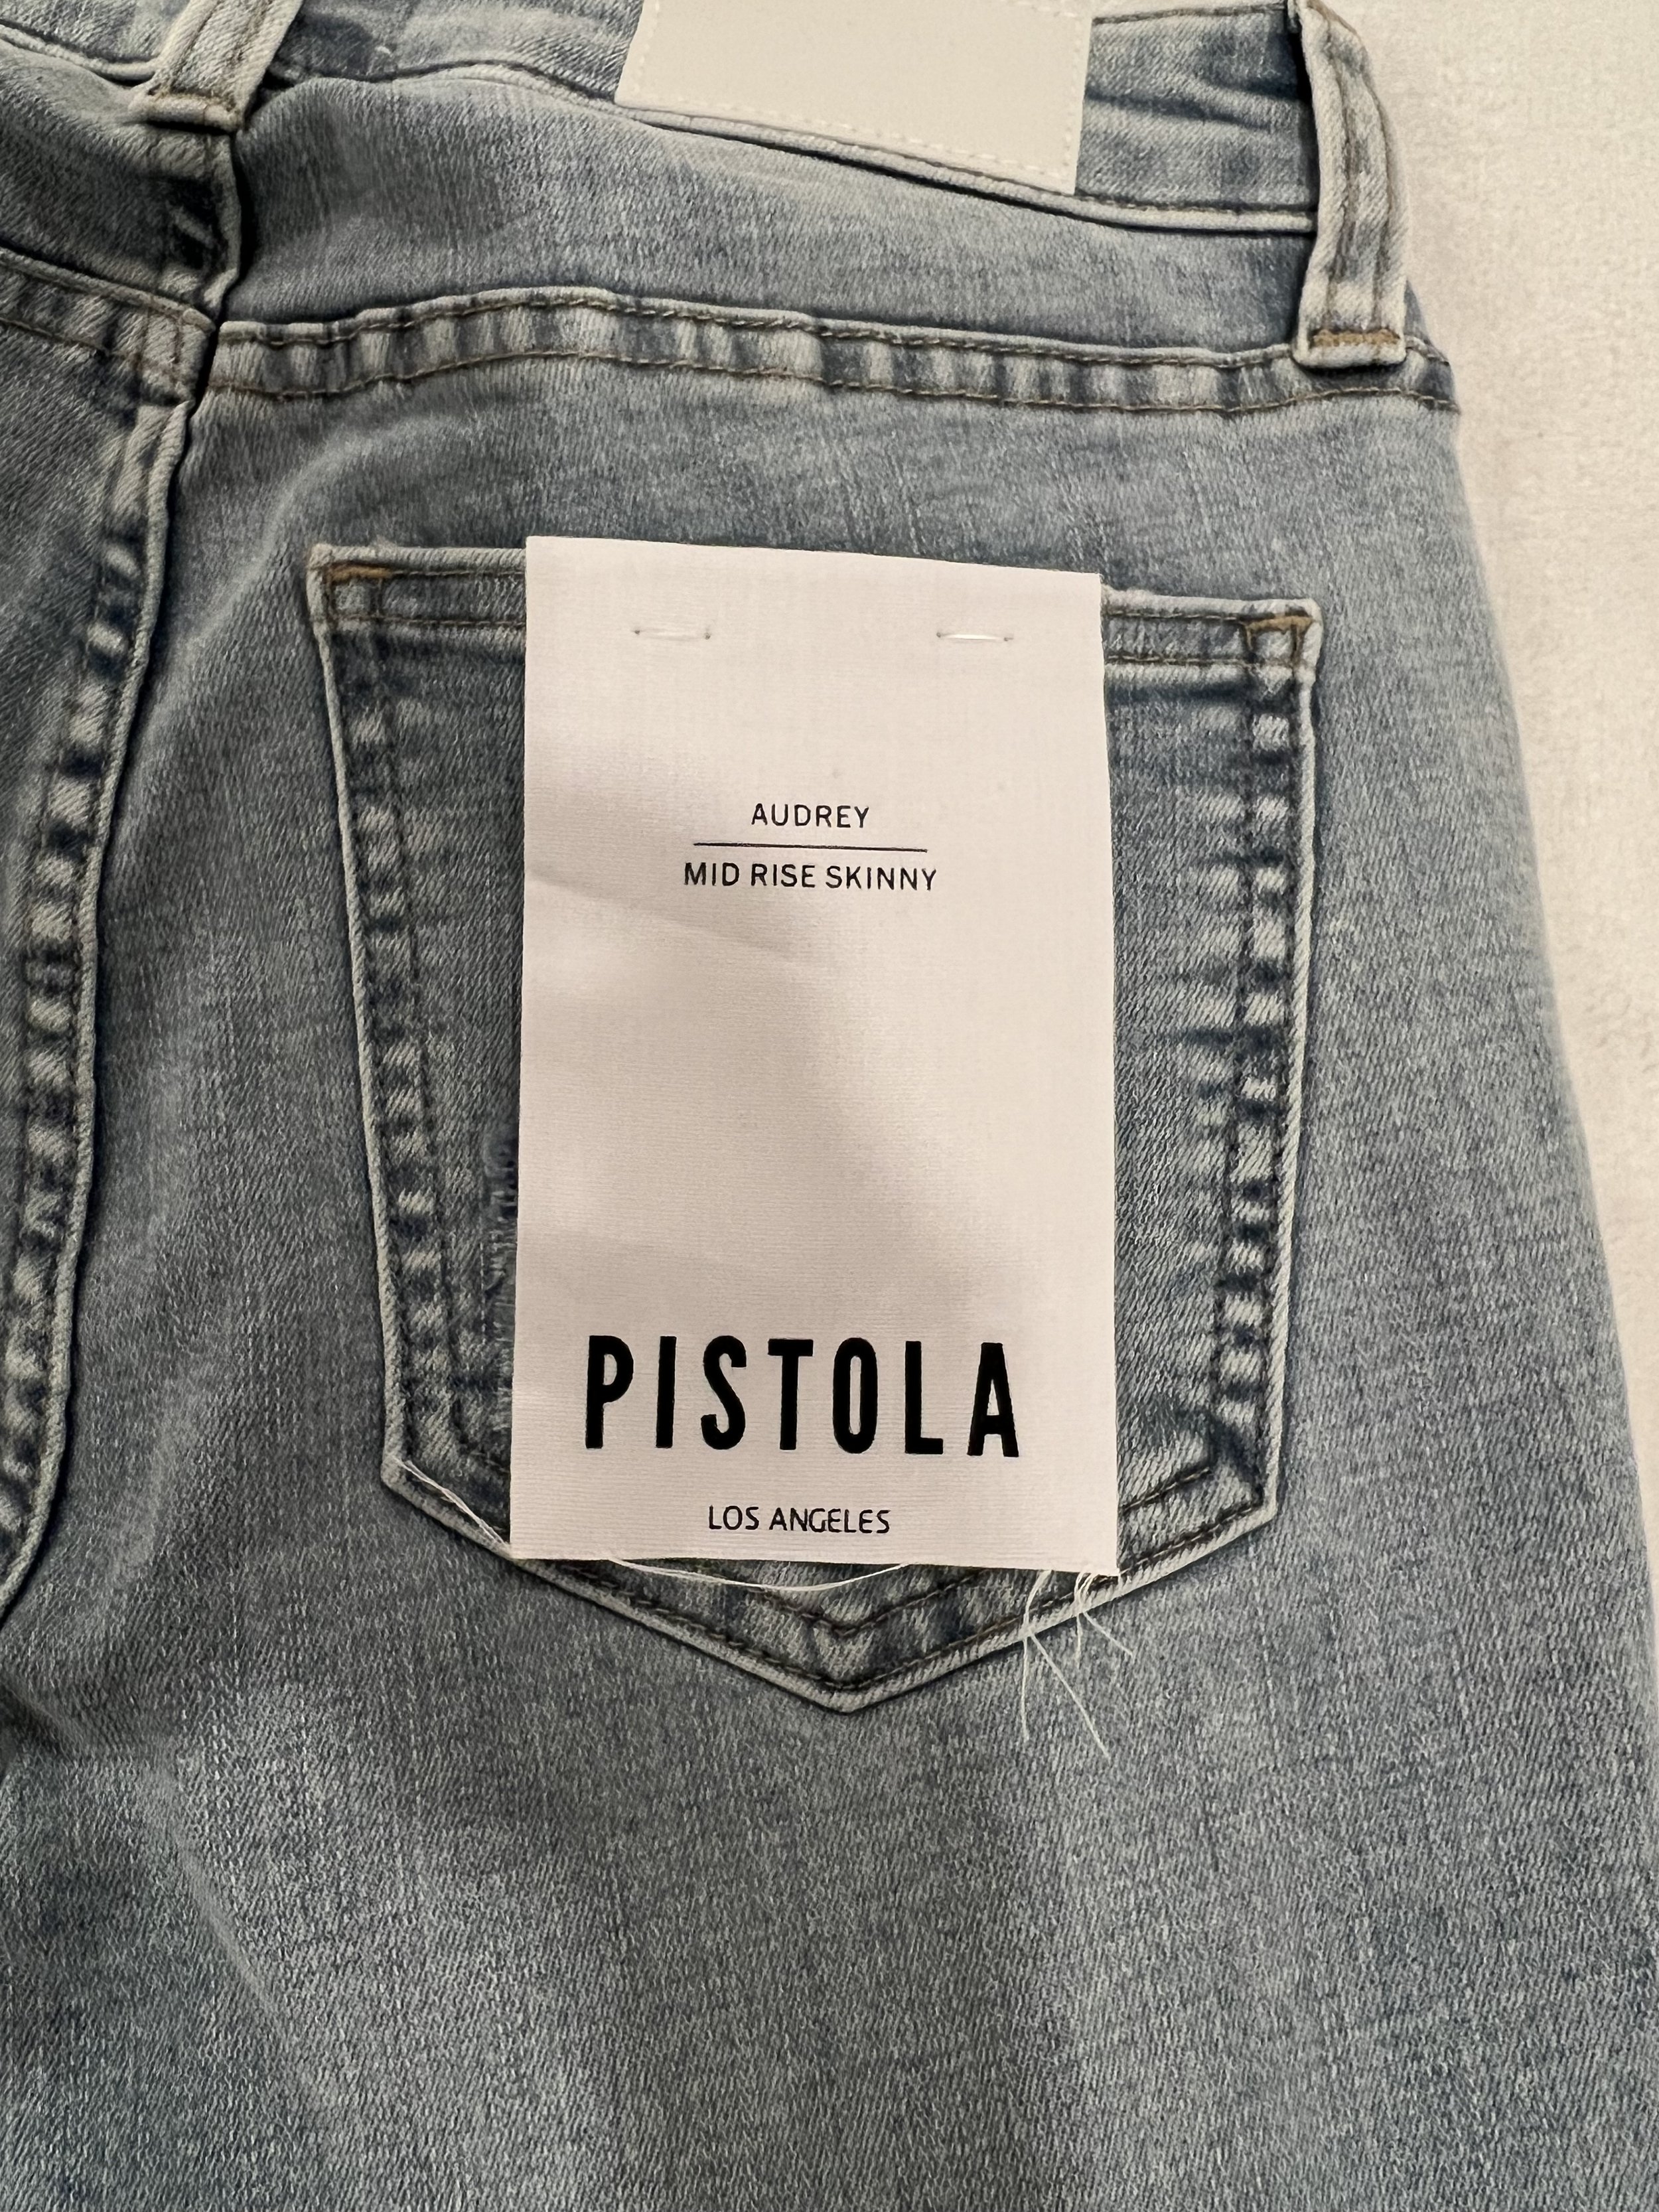 AUDREY
MID RISE SKINNY
PISTOLA
LOS ANGELES